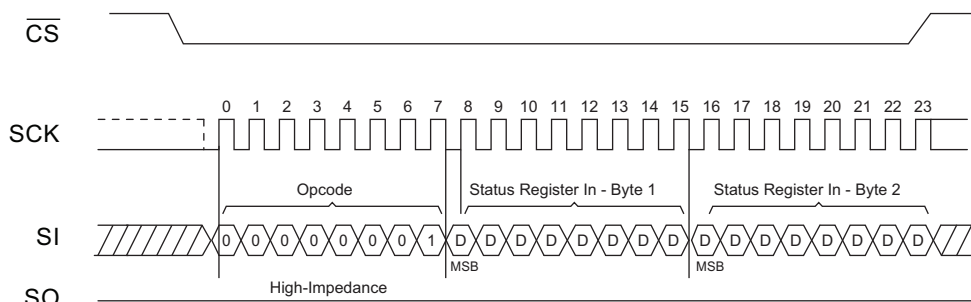 CS
0 1 2 3 4 5 6 7 8 9 10 11 12 13 14 15 16 17 18 19 20 21 22 23
SCK
Opcode Status Register In - Byte 1 Status Register In - Byte 2
SI 0 0 0 0 0 0 0 1 D D D D D D D D D D D D D D D D
MSB MSB
High-Impedance
SO